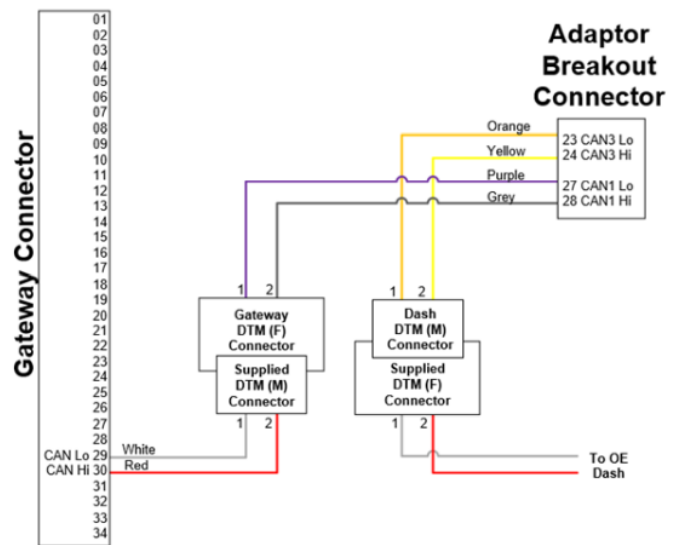 Gateway Connector
01
02
03
04
05
06
07
08
09
10
11
12
13
14
15
16
17
18
19
20
21
22
23
24
25
26
27
28
CAN Lo 29
CAN Hi 30
31
32
33
34
White
Red
Adaptor
Breakout
Connector
Orange
Yellow
Purple
Grey
23 CAN3 Lo
24 CAN3 Hi
27 CAN1 Lo
28 CAN1 Hi
1 2
Gateway
DTM (F)
Connector
Supplied
DTM (M)
Connector
1 2
1 2
Dash
DTM (M)
Connector
Supplied
DTM (F)
Connector
1 2
To OE
Dash